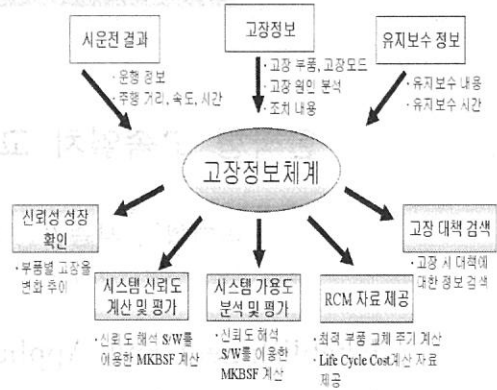 시운전 결과
· 운행 정보
· 주행 거리, 속도, 시간
고장정보
· 고장 부품, 고장모드
· 고장 원인 분석
· 조치 내용
유지보수 정보
· 유지보수 내용
· 유지보수 시간
고장정보체계
신뢰성 성장
확인
· 부품별 고장율
변화 추이
시스템 신뢰도
계산 및 평가
· 신뢰도 해석 S/W를
이용한 MKBSF 계산
시스템 가용도
분석 및 평가
· 신뢰도 해석
S/W를 이용한
MKBSF 계산
RCM 자료 제공
· 최적 부품 교체 주기 계산
· Life Cycle Cost계산 자료
제공
고장 대책 검색
· 고장 시 대책에
대한 정보 검색